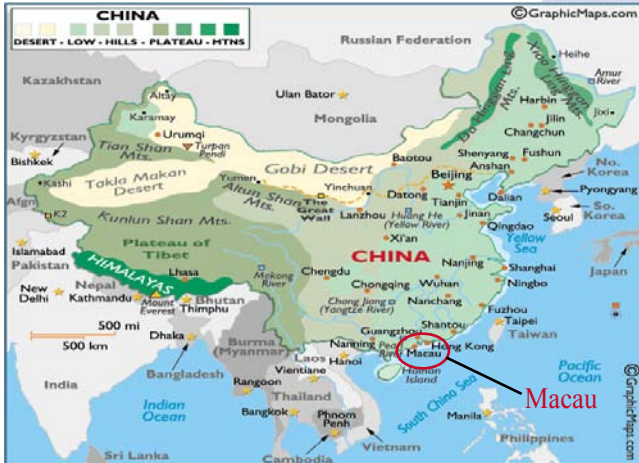 CHINA
DESERT - LOW - HILLS - PLATEAU - MTNS
©GraphicMaps.com
Russian Federation
Kazakhstan
Altay
Karamay
Ulan Bator
Mongolia
Heihe
Amur
River
Harbin
Jilin
Jixi
Changchun
Urumqi
Turpan
Pendi
Kyrgyzstan
Bishkek
Tian Shan
Mts.
Gobi Desert
Baotou
Shenyang
Fushun
Anshan
No.
Korea
Beijing
Pyongyang
Kashi
Takla Makan
Desert
Yumen
Altun Shan
Mts.
Yinchuan
The
Great
Wall
Datong
Tianjin
Dalian
Seoul
So.
Korea
Afgn
K2
Kunlun Shan Mts.
Lanzhou
Huang He
(Yellow River)
Jinan
Qingdao
Yellow
Sea
Islamabad
Pakistan
Plateau of
Tibet
Xi'an
CHINA
Japan
HIMALAYAS
Lhasa
Mekong
River
Chengdu
Nanjing
Shanghai
New
Delhi
Nepal
Kathmandu
Mount
Everest
Bhutan
Thimphu
Chongqing
Wuhan
Ningbo
Chang Jiang
(Yangtze River)
Nanchang
Fuzhou
500 mi
500 km
Dhaka
Burma
(Myanmar)
Guangzhou
Shantou
Taipei
Taiwan
Nanning
Pearl
River
Hong Kong
Macau
India
Bangladesh
Laos
Hanoi
Hainan
Island
Vientiane
Rangoon
Thailand
Indian
Ocean
Bangkok
Phnom
Penh
South China Sea
Macau
Pacific
Ocean
Manila
Vietnam
Philippines
Sri Lanka
Cambodia
©GraphicMaps.com